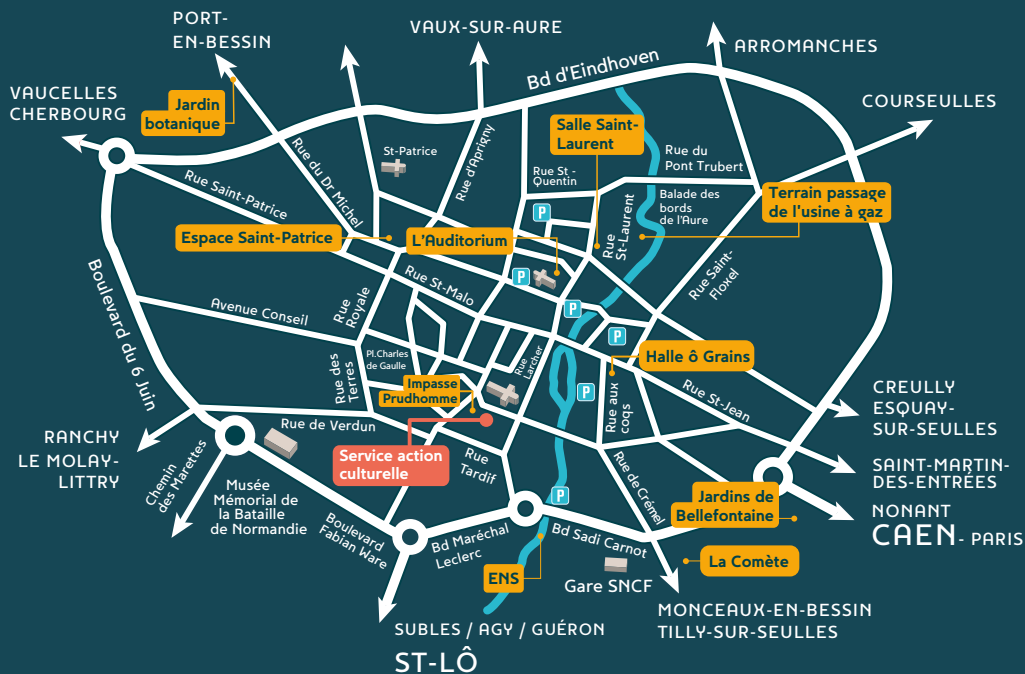 PORT-
EN-BESSIN
VAUX-SUR-AURE
ARROMANCHES
Bd d'Eindhoven
VAUCELLES
CHERBOURG
Jardin
botanique
COURSEULLES
Salle Saint-
Laurent
St-Patrice
Rue d'Aprigny
Rue du
Pont Trubert
Rue St -
Quentin
Rue du Dr Michel
Rue Saint-Patrice
Balade des
bords
de l'Aure
Terrain passage
de l'usine à gaz
P
Rue
St-Laurent
Espace Saint-Patrice
L'Auditorium
P
Rue St-Malo
Rue Saint-
Floxel
Avenue Conseil
Rue
Royale
P
P
Boulevard du 6 Juin
Pl.Charles
de Gaulle
Rue Larcher
Halle ô Grains
Rue des
Terres
Impasse
Prudhomme
P
Rue aux
coqs
Rue St-Jean
CREULLY
ESQUAY-
SUR-SEULLES
Rue de Verdun
RANCHY
LE MOLAY-
LITTRY
Service action
culturelle
Rue
Tardif
Rue de Crémel
SAINT-MARTIN-
DES-ENTRÉES
Chemin
des Marettes
Musée
Mémorial de
la Bataille
de Normandie
P
Jardins de
Bellefontaine
NONANT
CAEN - PARIS
Boulevard
Fabian Ware
Bd Maréchal
Leclerc
Bd Sadi Carnot
La Comète
ENS
Gare SNCF
SUBLES / AGY / GUÉRON
ST-LÔ
MONCEAUX-EN-BESSIN
TILLY-SUR-SEULLES